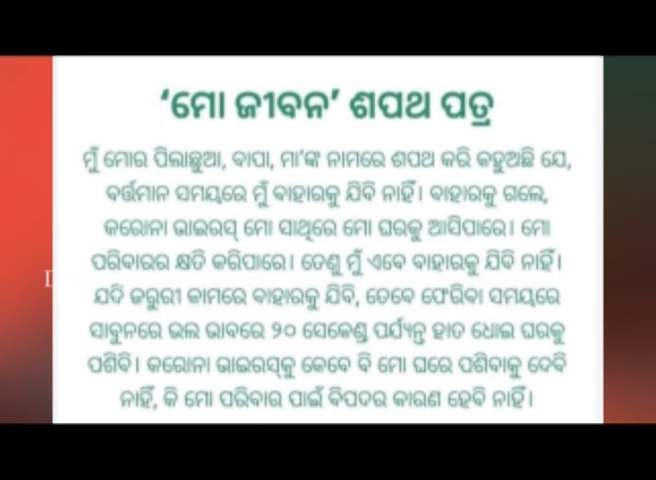 ‘ମୋ ଜୀବନ’ ଶପଥ ପତ୍ର
ମୁଁ ମୋର ପିଲାଛୁଆ, ବାପା, ମା’ଙ୍କ ନାମରେ ଶପଥ କରି କହୁଅଛି ଯେ,
ବର୍ତ୍ତମାନ ସମୟରେ ମୁଁ ବାହାରକୁ ଯିବି ନାହିଁ। ବାହାରକୁ ଗଲେ,
କରୋନା ଭାଇରସ୍ ମୋ ସାଥିରେ ମୋ ଘରକୁ ଆସିପାରେ। ମୋ
ପରିବାରର କ୍ଷତି କରିପାରେ। ତେଣୁ ମୁଁ ଏବେ ବାହାରକୁ ଯିବି ନାହିଁ।
ଯଦି ଜରୁରୀ କାମରେ ବାହାରକୁ ଯିବି, ତେବେ ଫେରିବା ସମୟରେ
ସାବୁନରେ ଭଲ ଭାବରେ ୨୦ ସେକେଣ୍ଡ ପର୍ଯ୍ୟନ୍ତ ହାତ ଧୋଇ ଘରକୁ
ପଶିବି। କରୋନା ଭାଇରସ୍‌କୁ କେବେ ବି ମୋ ଘରେ ପଶିବାକୁ ଦେବି
ନାହିଁ, କି ମୋ ପରିବାର ପାଇଁ ବିପଦର କାରଣ ହେବି ନାହିଁ।